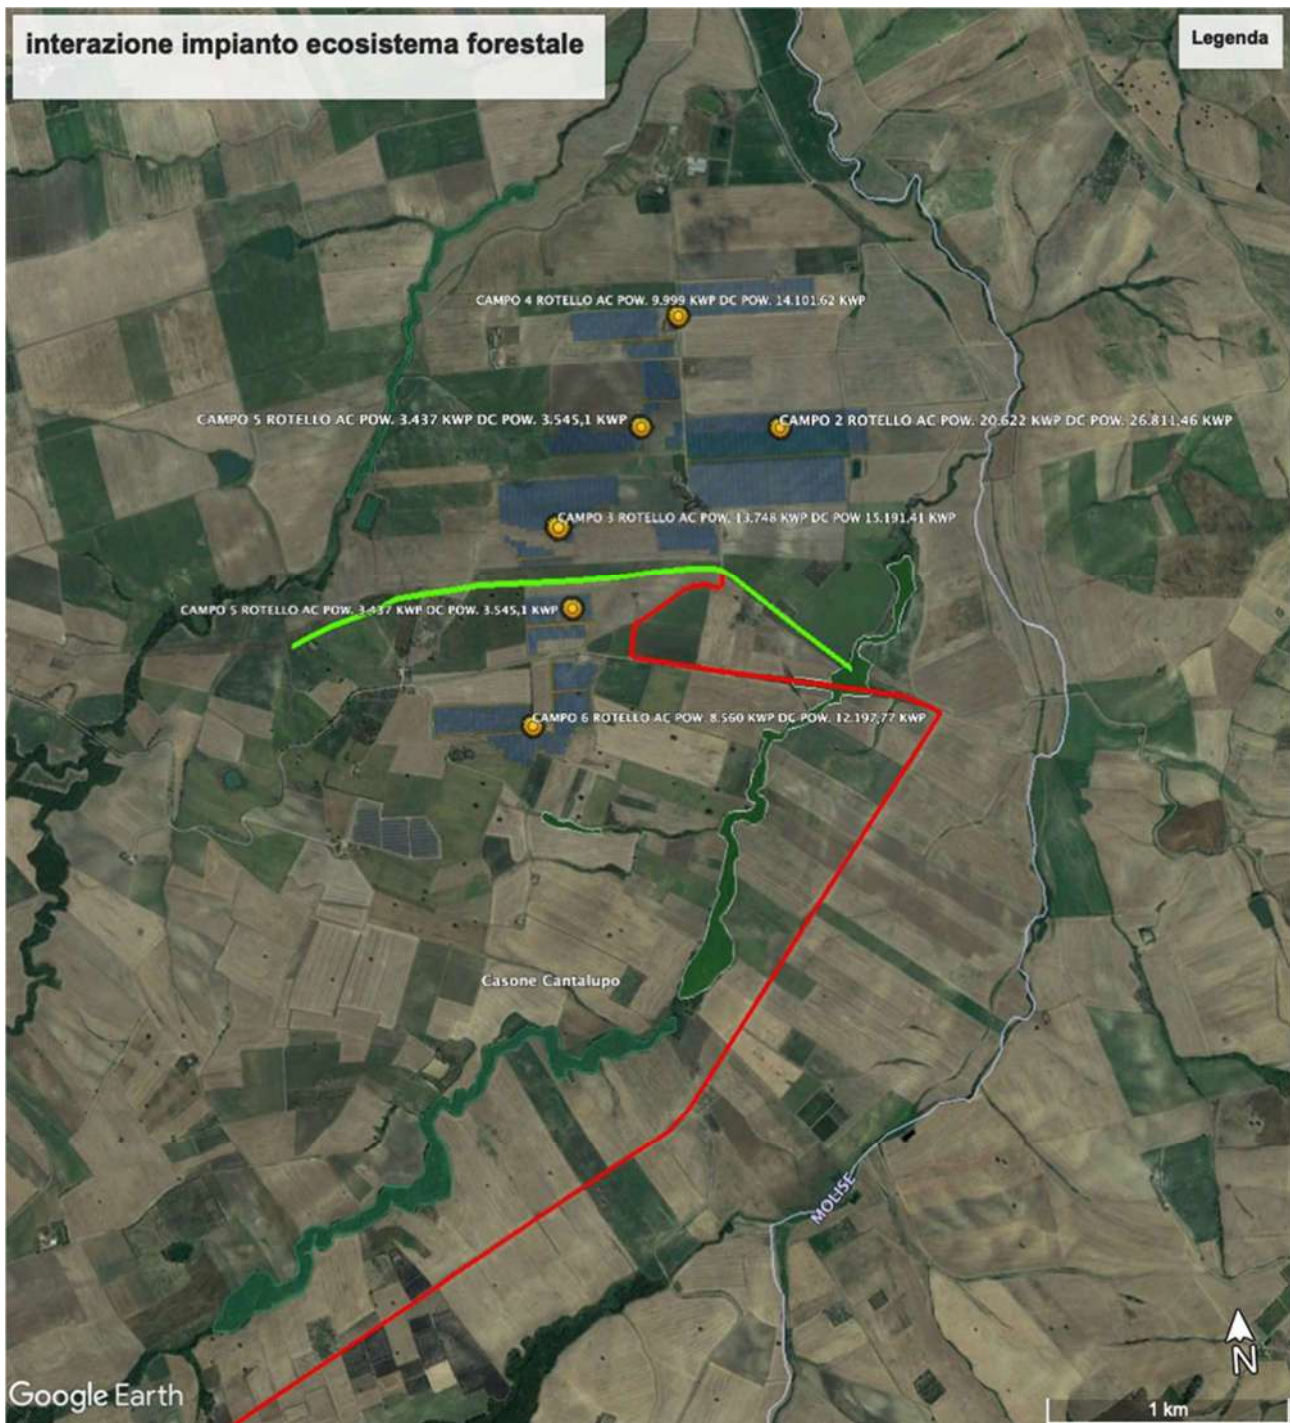 interazione impianto ecosistema forestale
Legenda
CAMPO 4 ROTELLO AC POW. 9.999 KWP DC POW. 14.101.62 KWP
CAMPO 5 ROTELLO AC POW. 3.437 KWP DC POW. 3.545,1 KWP
CAMPO 2 ROTELLO AC POW. 20.622 KWP DC POW. 26.811,46 KWP
CAMPO 3 ROTELLO AC POW. 13.748 KWP DC POW 15.191,41 KWP
CAMPO 5 ROTELLO AC POW. 3.437 KWP DC POW. 3.545,1 KWP
CAMPO 6 ROTELLO AC POW. 8.560 KWP DC POW. 12.197,77 KWP
Casone Cantalupo
MOLISE
N
Google Earth
1 km